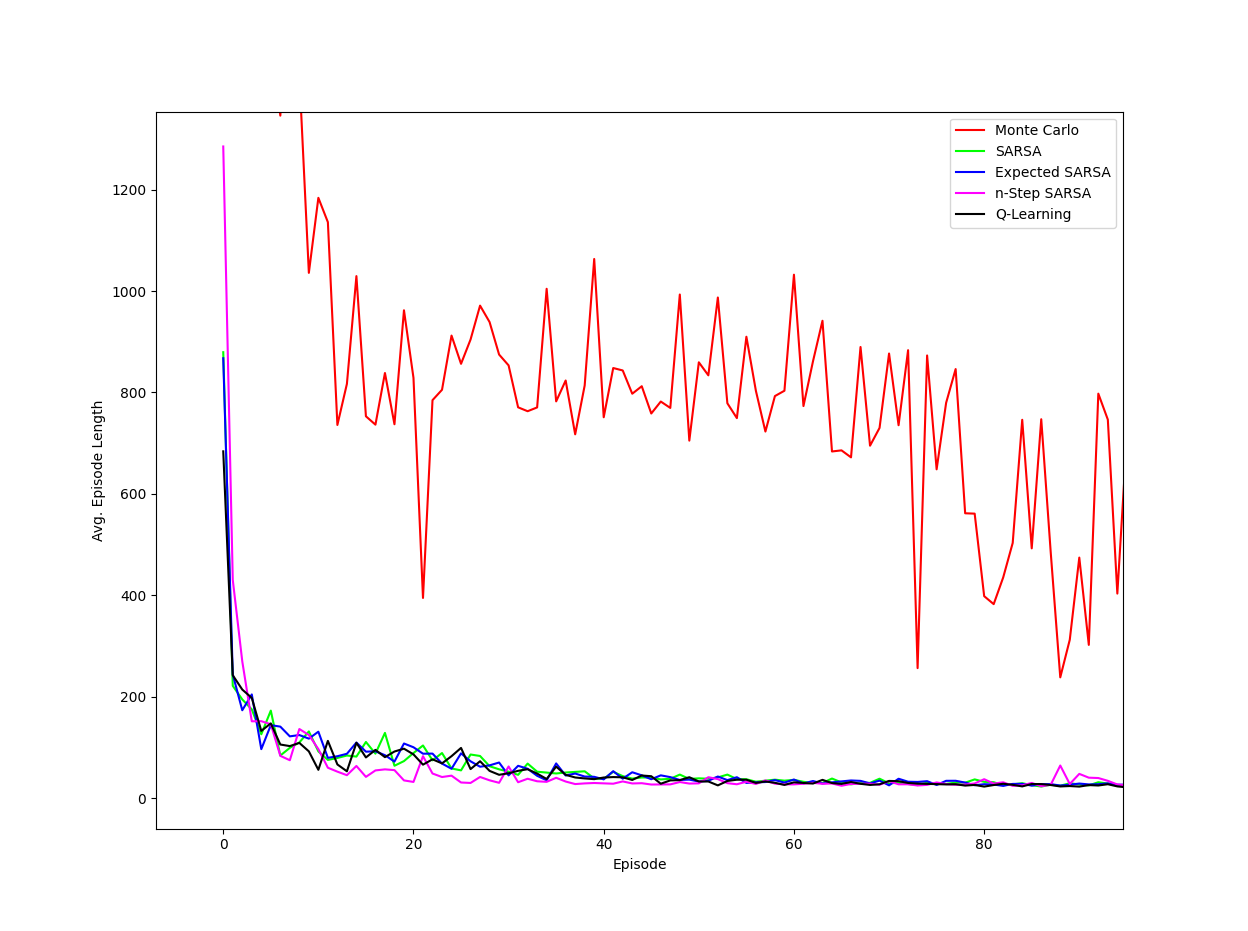 Monte Carlo
SARSA
Expected SARSA
n-Step SARSA
Q-Learning
1200
1000
800
600
400
200
0
Avg. Episode Length
0 20 40 60 80
Episode